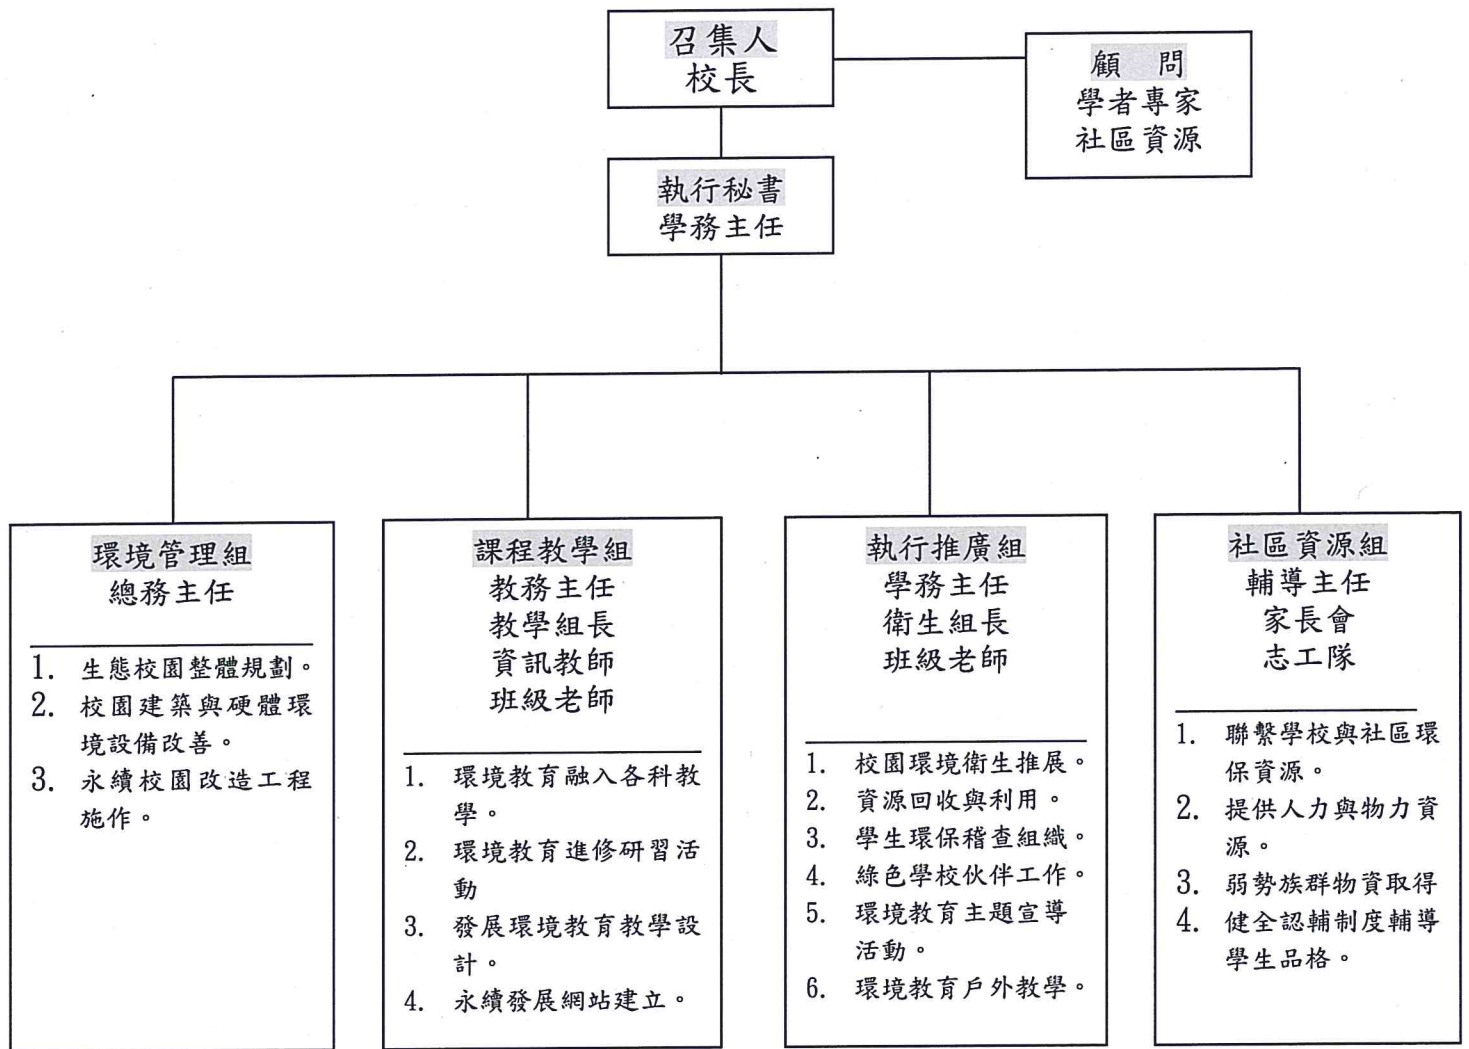 召集人
校長
顧 問
學者專家
社區資源
執行秘書
學務主任
環境管理組
總務主任
1. 生態校園整體規劃。
2. 校園建築與硬體環
境設備改善。
3. 永續校園改造工程
施作。
課程教學組
教務主任
教學組長
資訊教師
班級老師
1. 環境教育融入各科教
學。
2. 環境教育進修研習活
動
3. 發展環境教育教學設
計。
4. 永續發展網站建立。
執行推廣組
學務主任
衛生組長
班級老師
1. 校園環境衛生推展。
2. 資源回收與利用。
3. 學生環保稽查組織。
4. 綠色學校伙伴工作。
5. 環境教育主題宣導
活動。
6. 環境教育戶外教學。
社區資源組
輔導主任
家長會
志工隊
1. 聯繫學校與社區環
保資源。
2. 提供人力與物力資
源。
3. 弱勢族群物資取得
4. 健全認輔制度輔導
學生品格。